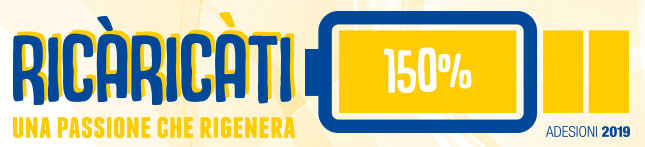 RICÀRICÀTI
UNA PASSIONE CHE RIGENERA
150%
ADESIONI 2019